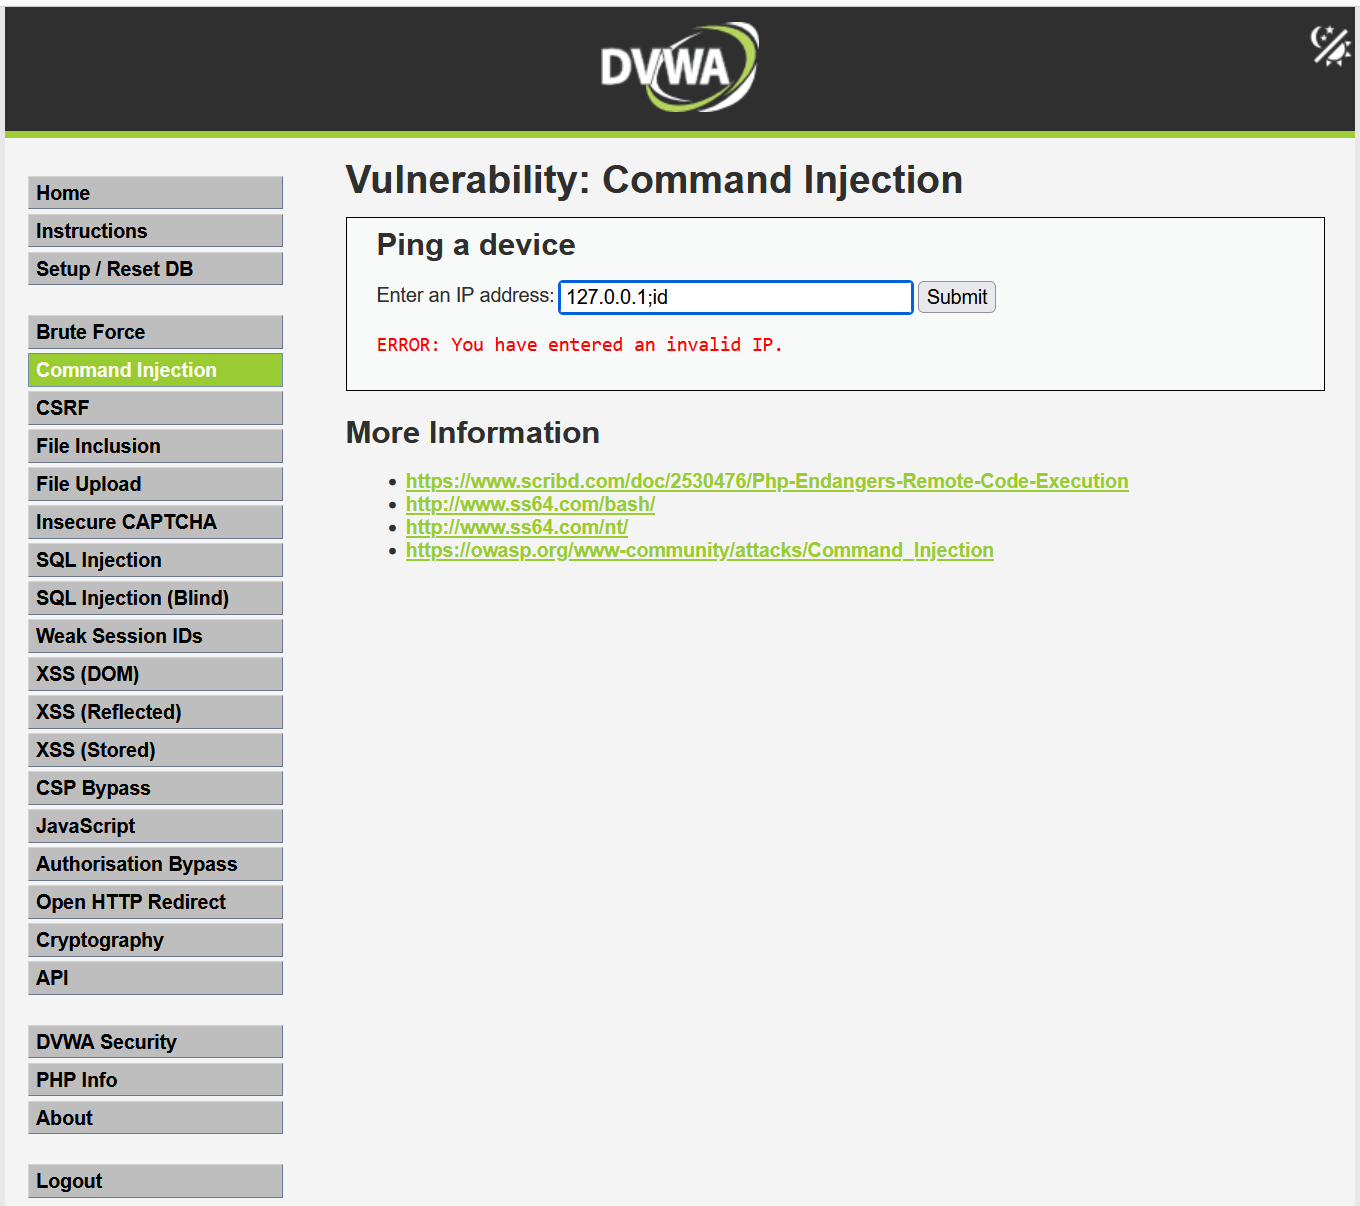 DVWA
Home
Instructions
Setup / Reset DB
Brute Force
Command Injection
CSRF
File Inclusion
File Upload
Insecure CAPTCHA
SQL Injection
SQL Injection (Blind)
Weak Session IDs
XSS (DOM)
XSS (Reflected)
XSS (Stored)
CSP Bypass
JavaScript
Authorisation Bypass
Open HTTP Redirect
Cryptography
API
DVWA Security
PHP Info
About
Logout
Vulnerability: Command Injection
Ping a device
Enter an IP address: 127.0.0.1;id Submit
ERROR: You have entered an invalid IP.
More Information
https://www.scribd.com/doc/2530476/Php-Endangers-Remote-Code-Execution
http://www.ss64.com/bash/
http://www.ss64.com/nt/
https://owasp.org/www-community/attacks/Command_Injection